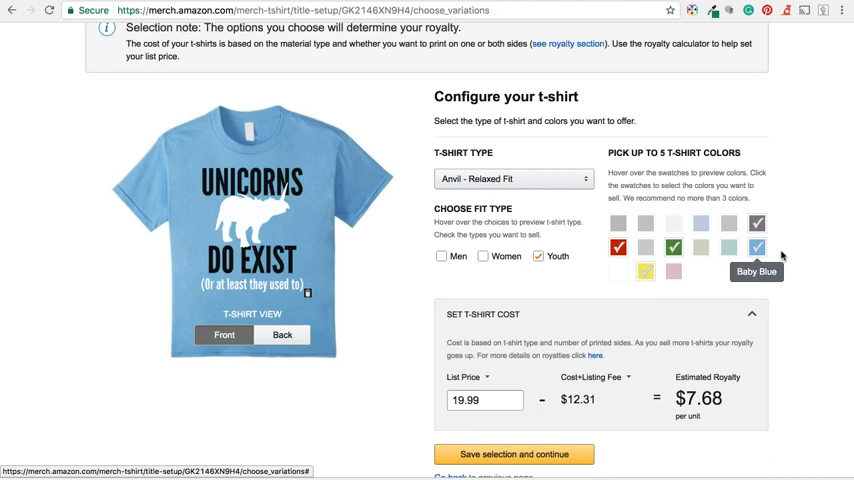 Secure
https://merch.amazon.com/merch-tshirt/title-setup/GK2146XN9H4/choose_variations
Selection note: The options you choose will determine your royalty.
The cost of your t-shirts is based on the material type and whether you want to print on one or both sides (see royalty section). Use the royalty calculator to help set
your list price.
Configure your t-shirt
Select the type of t-shirt and colors you want to offer.
T-SHIRT TYPE
Anvil - Relaxed Fit
CHOOSE FIT TYPE
Hover over the choices to preview t-shirt type.
Check the types you want to sell.
Men
Women
Youth
PICK UP TO 5 T-SHIRT COLORS
Hover over the swatches to preview colors. Click
the swatches to select the colors you want to
sell. We recommend no more than 3 colors.
Baby Blue
UNICORNS
DO EXIST
(Or at least they used to)
T-SHIRT VIEW
Front
Back
SET T-SHIRT COST
Cost is based on t-shirt type and number of printed sides. As you sell more t-shirts your royalty
goes up. For more details on royalties click here.
List Price
Cost+Listing Fee
Estimated Royalty
19.99
-
$12.31
=
$7.68
per unit
Save selection and continue
Go back to previous page
https://merch.amazon.com/merch-tshirt/title-setup/GK2146XN9H4/choose_variations#